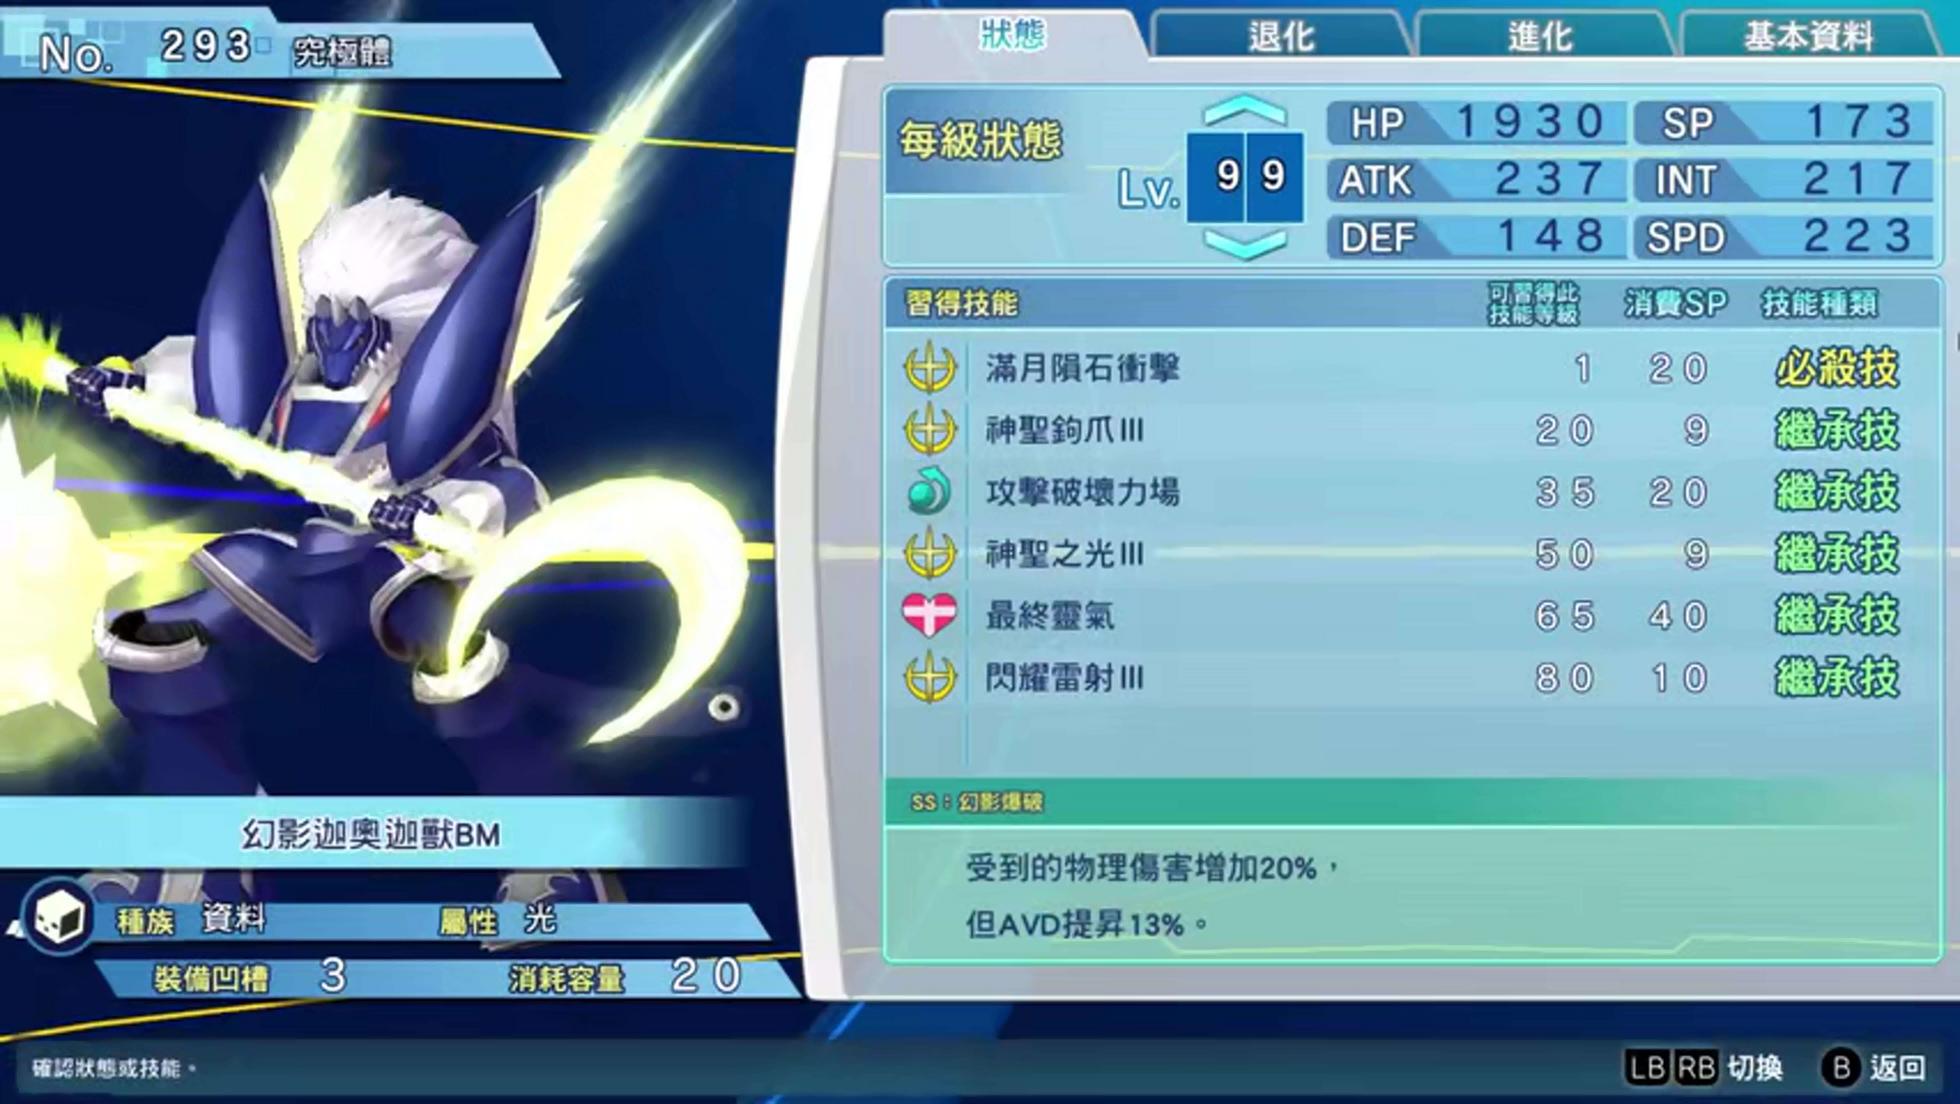 No. 293 究極體
狀態 退化 進化 基本資料
每級狀態
Lv. 99
HP 1930 SP 173
ATK 237 INT 217
DEF 148 SPD 223
習得技能 可習得此技能等級 消費SP 技能種類
滿月隕石衝擊 1 20 必殺技
神聖鉤爪III 20 9 繼承技
攻擊破壞力場 35 20 繼承技
神聖之光III 50 9 繼承技
最終靈氣 65 40 繼承技
閃耀雷射III 80 10 繼承技
SS：幻影爆破
受到的物理傷害增加20%，
但AVD提昇13%。
幻影迦奧迦獸BM
種族 資料 屬性 光
裝備凹槽 3 消耗容量 20
確認狀態或技能。
LB RB 切換 B 返回